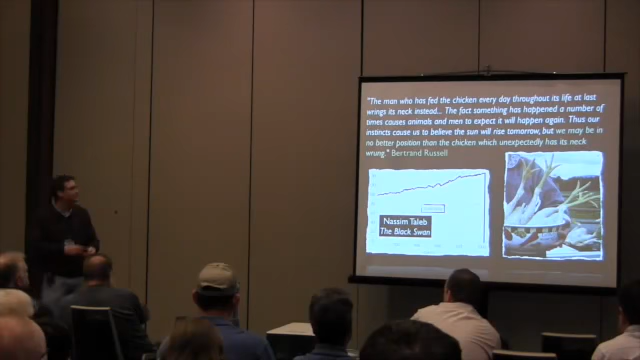 "The man who has fed the chicken every day throughout its life at last
wrings its neck instead... The fact something has happened a number of
times causes animals and men to expect it will happen again. Thus our
instincts cause us to believe the sun will rise tomorrow, but we may be in
no better position than the chicken which unexpectedly has its neck
wrung." Bertrand Russell
Nassim Taleb
The Black Swan